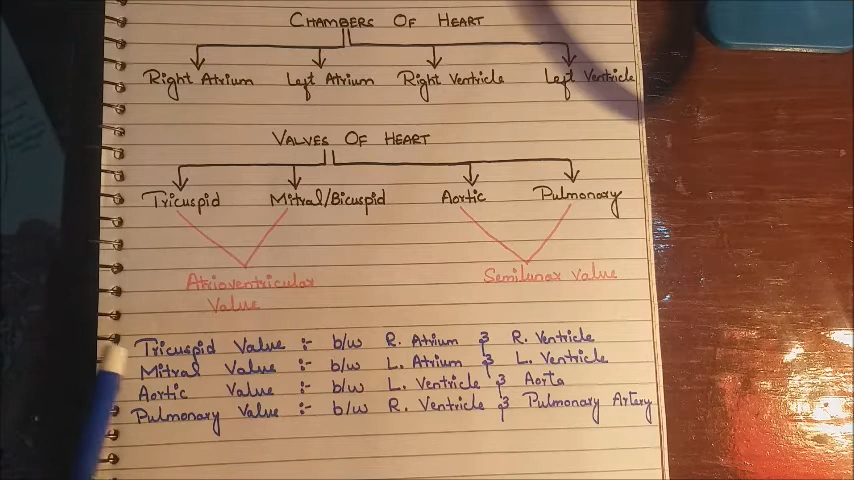 CHAMBERS OF HEART
Right Atrium Left Atrium Right Ventricle Left Ventricle
VALVES OF HEART
Tricuspid Mitral/Bicuspid Aortic Pulmonary
Atrioventricular Semilunar Value
Value
Tricuspid Value :- b/w R. Atrium & R. Ventricle
Mitral Value :- b/w L. Atrium & L. Ventricle
Aortic Value :- b/w L. Ventricle & Aorta
Pulmonary Value :- b/w R. Ventricle & Pulmonary Artery